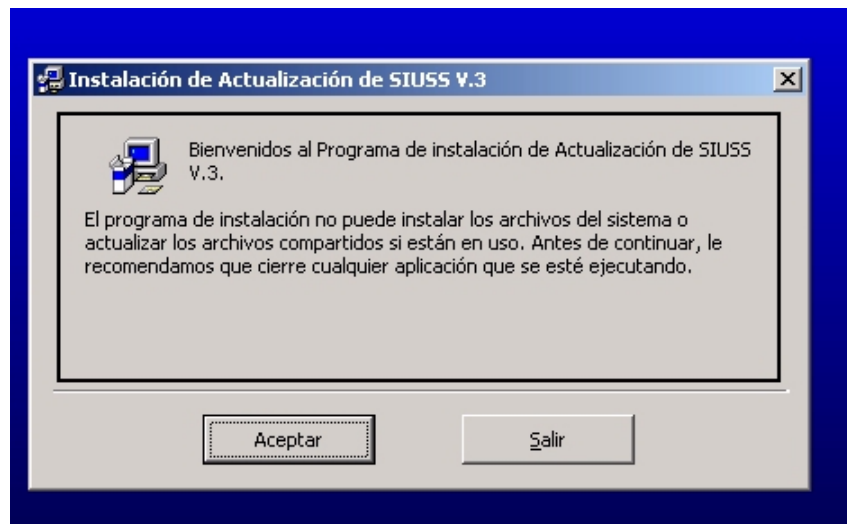 Instalación de Actualización de SIUSS V.3
Bienvenidos al Programa de instalación de Actualización de SIUSS
V.3.
El programa de instalación no puede instalar los archivos del sistema o
actualizar los archivos compartidos si están en uso. Antes de continuar, le
recomendamos que cierre cualquier aplicación que se esté ejecutando.
Aceptar
Salir